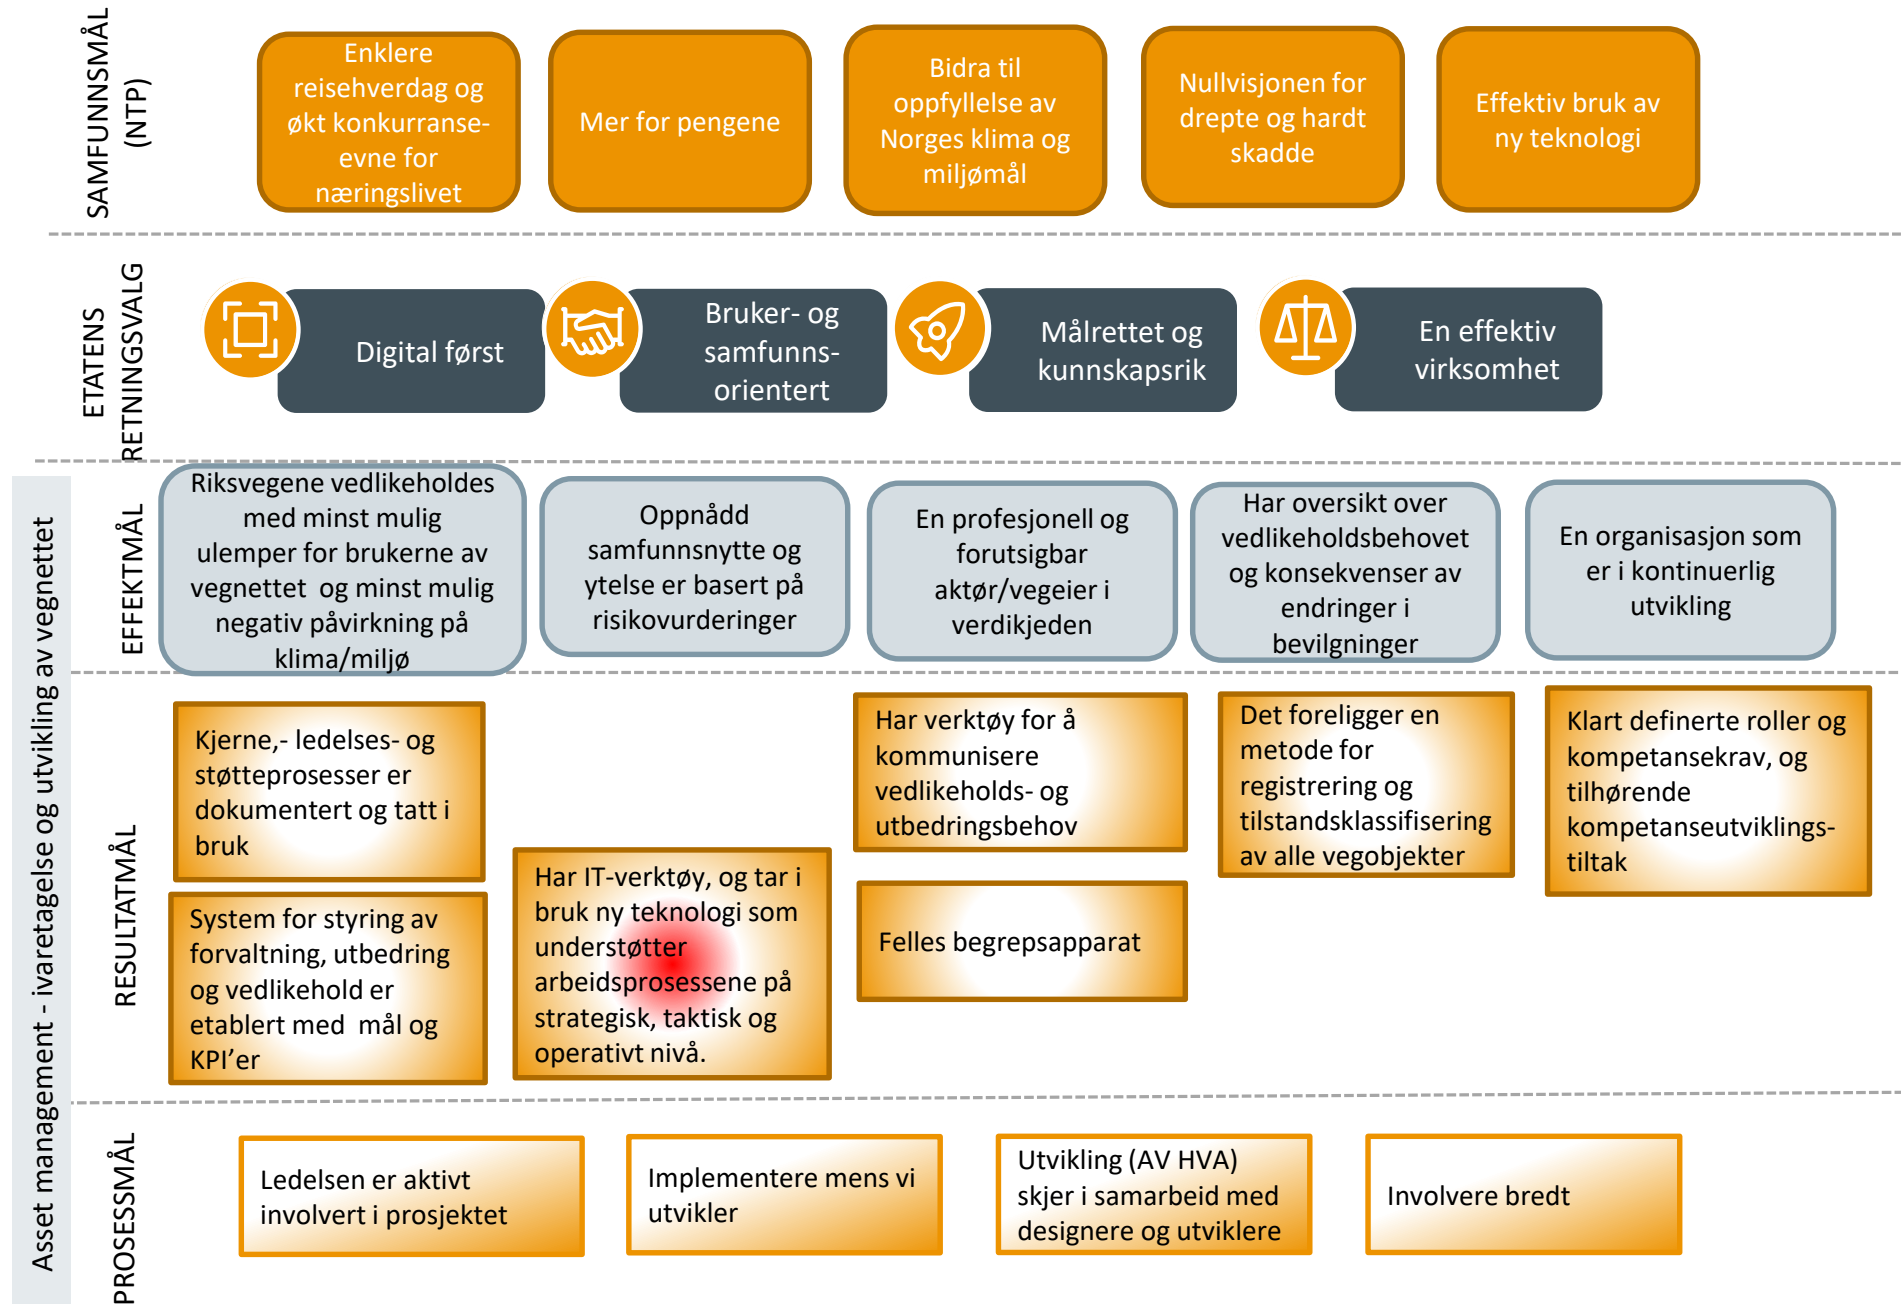 SAMFUNNSMÅL
(NTP)
Enklere
reisehverdag og
økt konkurranse-
evne for
næringslivet
Mer for pengene
Bidra til
oppfyllelse av
Norges klima og
miljømål
Nullvisjonen for
drepte og hardt
skadde
Effektiv bruk av
ny teknologi
ETATENS
RETNINGSVALG
Digital først
Bruker- og
samfunns-
orientert
Målrettet og
kunnskapsrik
En effektiv
virksomhet
Asset management - ivaretagelse og utvikling av vegnettet
EFFEKTMÅL
Riksvegene vedlikeholdes
med minst mulig
ulemper for brukerne av
vegnettet  og minst mulig
negativ påvirkning på
klima/miljø
Oppnådd
samfunnsnytte og
ytelse er basert på
risikovurderinger
En profesjonell og
forutsigbar
aktør/vegeier i
verdikjeden
Har oversikt over
vedlikeholdsbehovet
og konsekvenser av
endringer i
bevilgninger
En organisasjon som
er i kontinuerlig
utvikling
RESULTATMÅL
Kjerne,- ledelses- og
støtteprosesser er
dokumentert og tatt i
bruk
System for styring av
forvaltning, utbedring
og vedlikehold er
etablert med  mål og
KPI’er
Har IT-verktøy, og tar i
bruk ny teknologi som
understøtter
arbeidsprosessene på
strategisk, taktisk og
operativt nivå.
Har verktøy for å
kommunisere
vedlikeholds- og
utbedringsbehov
Felles begrepsapparat
Det foreligger en
metode for
registrering og
tilstandsklassifisering
av alle vegobjekter
Klart definerte roller og
kompetansekrav, og
tilhørende
kompetanseutviklings-
tiltak
PROSESSMÅL
Ledelsen er aktivt
involvert i prosjektet
Implementere mens vi
utvikler
Utvikling (AV HVA)
skjer i samarbeid med
designere og utviklere
Involvere bredt